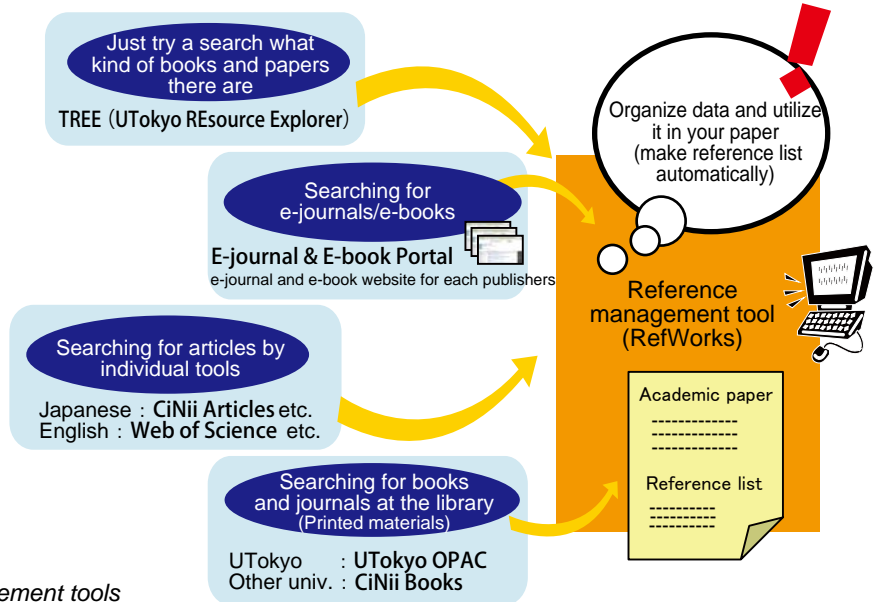 Just try a search what
kind of books and papers
there are
TREE（UTokyo REsource Explorer）
Searching for
e-journals/e-books
E-journal & E-book Portal
e-journal and e-book website for each publishers
Searching for articles by
individual tools
Japanese : CiNii Articles etc.
English : Web of Science etc.
Searching for books
and journals at the library
(Printed materials)
UTokyo : UTokyo OPAC
Other univ. : CiNii Books
Organize data and utilize
it in your paper
(make reference list
automatically)
Reference
management tool
(RefWorks)
Academic paper
Reference list
ement tools